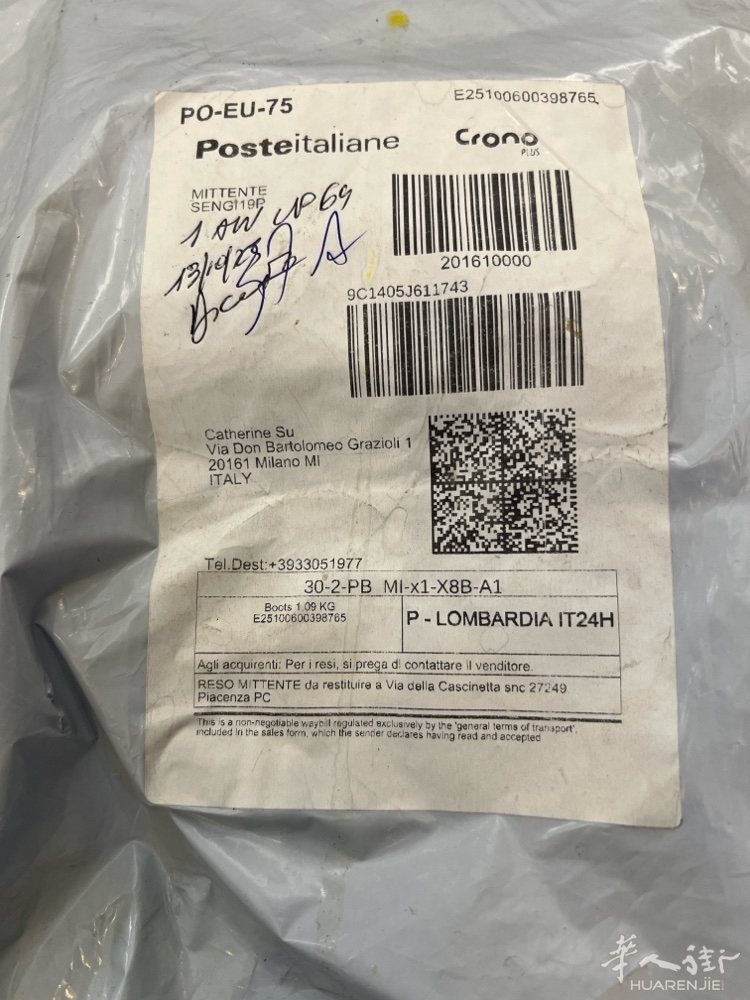 PO-EU-75
E25100600398765
Posteitaliane
Crono
PLUS
MITTENTE
SENGI19P
201610000
9C1405J611743
Catherine Su
Via Don Bartolomeo Grazioli 1
20161 Milano MI
ITALY
Tel.Dest:+3933051977
30-2-PB MI-x1-X8B-A1
Boots 1.09 KG
E25100600398765
P - LOMBARDIA IT24H
Agli acquirenti: Per i resi, si prega di contattare il venditore.
RESO MITTENTE da restituire a Via della Cascinetta snc 27249
Piacenza PC
This is a non-negotiable waybill regulated exclusively by the 'general terms of transport',
included in the sales form, which the sender declares having read and accepted
華人街
HUARENJIE